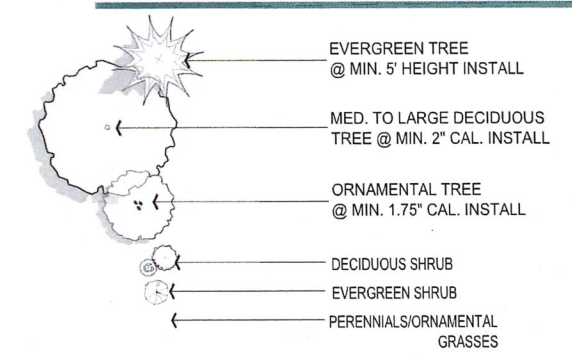 EVERGREEN TREE
@ MIN. 5' HEIGHT INSTALL
MED. TO LARGE DECIDUOUS
TREE @ MIN. 2" CAL. INSTALL
ORNAMENTAL TREE
@ MIN. 1.75" CAL. INSTALL
DECIDUOUS SHRUB
EVERGREEN SHRUB
PERENNIALS/ORNAMENTAL
GRASSES